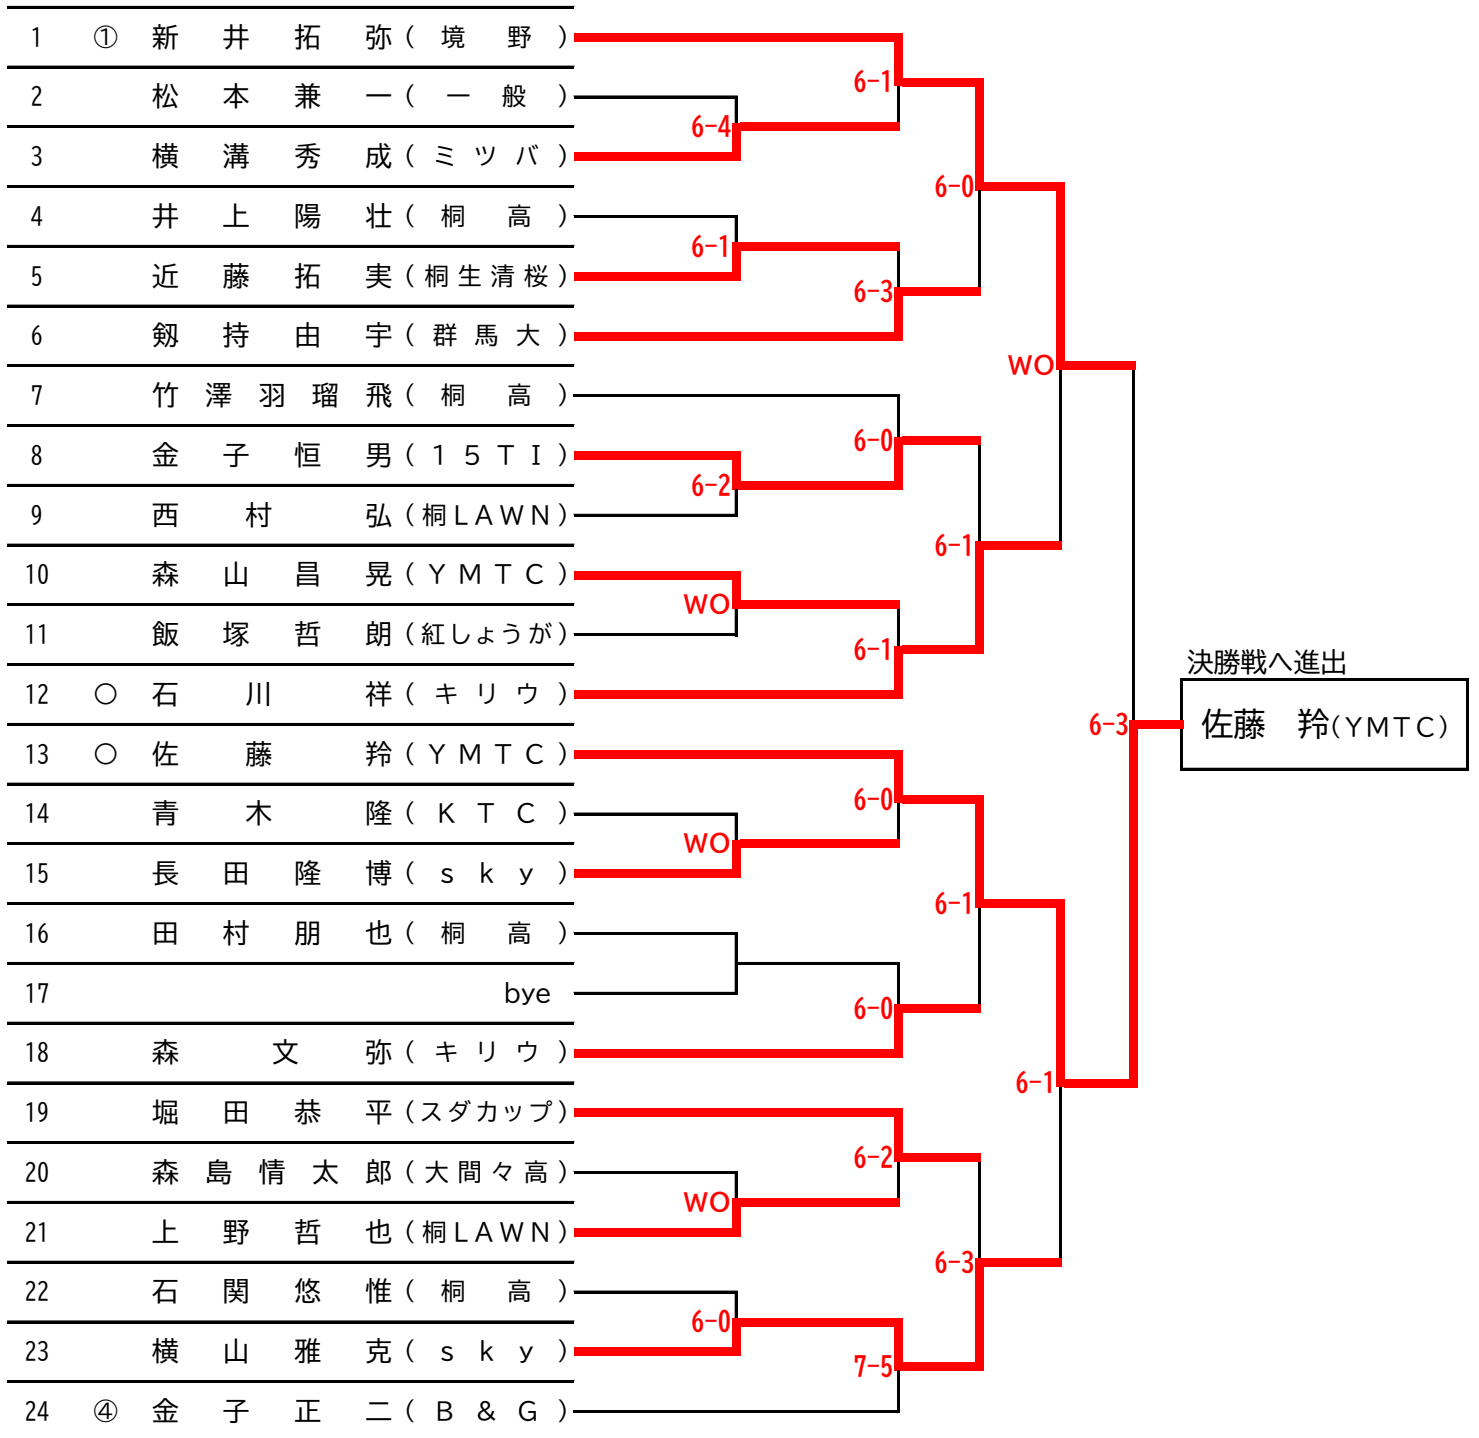 1 ① 新井拓弥(境野)
6-1
2 松本兼一(一般)
6-4
3 横溝秀成(ミツバ)
6-0
4 井上陽壮(桐高)
6-1
5 近藤拓実(桐生清桜)
6-3
6 剱持由宇(群馬大)
WO
7 竹澤羽瑠飛(桐高)
6-0
8 金子恒男(15TI)
6-2
9 西村弘(桐LAWN)
6-1
10 森山昌晃(YMTC)
WO
11 飯塚哲朗(紅しょうが)
6-1
12 〇 石川祥(キリウ)
決勝戦へ進出
6-3
佐藤 羚(YMTC)
13 〇 佐藤羚(YMTC)
6-0
14 青木隆(KTC)
WO
15 長田隆博(sky)
6-1
16 田村朋也(桐高)
17 bye
6-0
18 森文弥(キリウ)
6-1
19 堀田恭平(スダカップ)
6-2
20 森島情太郎(大間々高)
WO
21 上野哲也(桐LAWN)
6-3
22 石関悠惟(桐高)
6-0
23 横山雅克(sky)
7-5
24 ④ 金子正二(B&G)